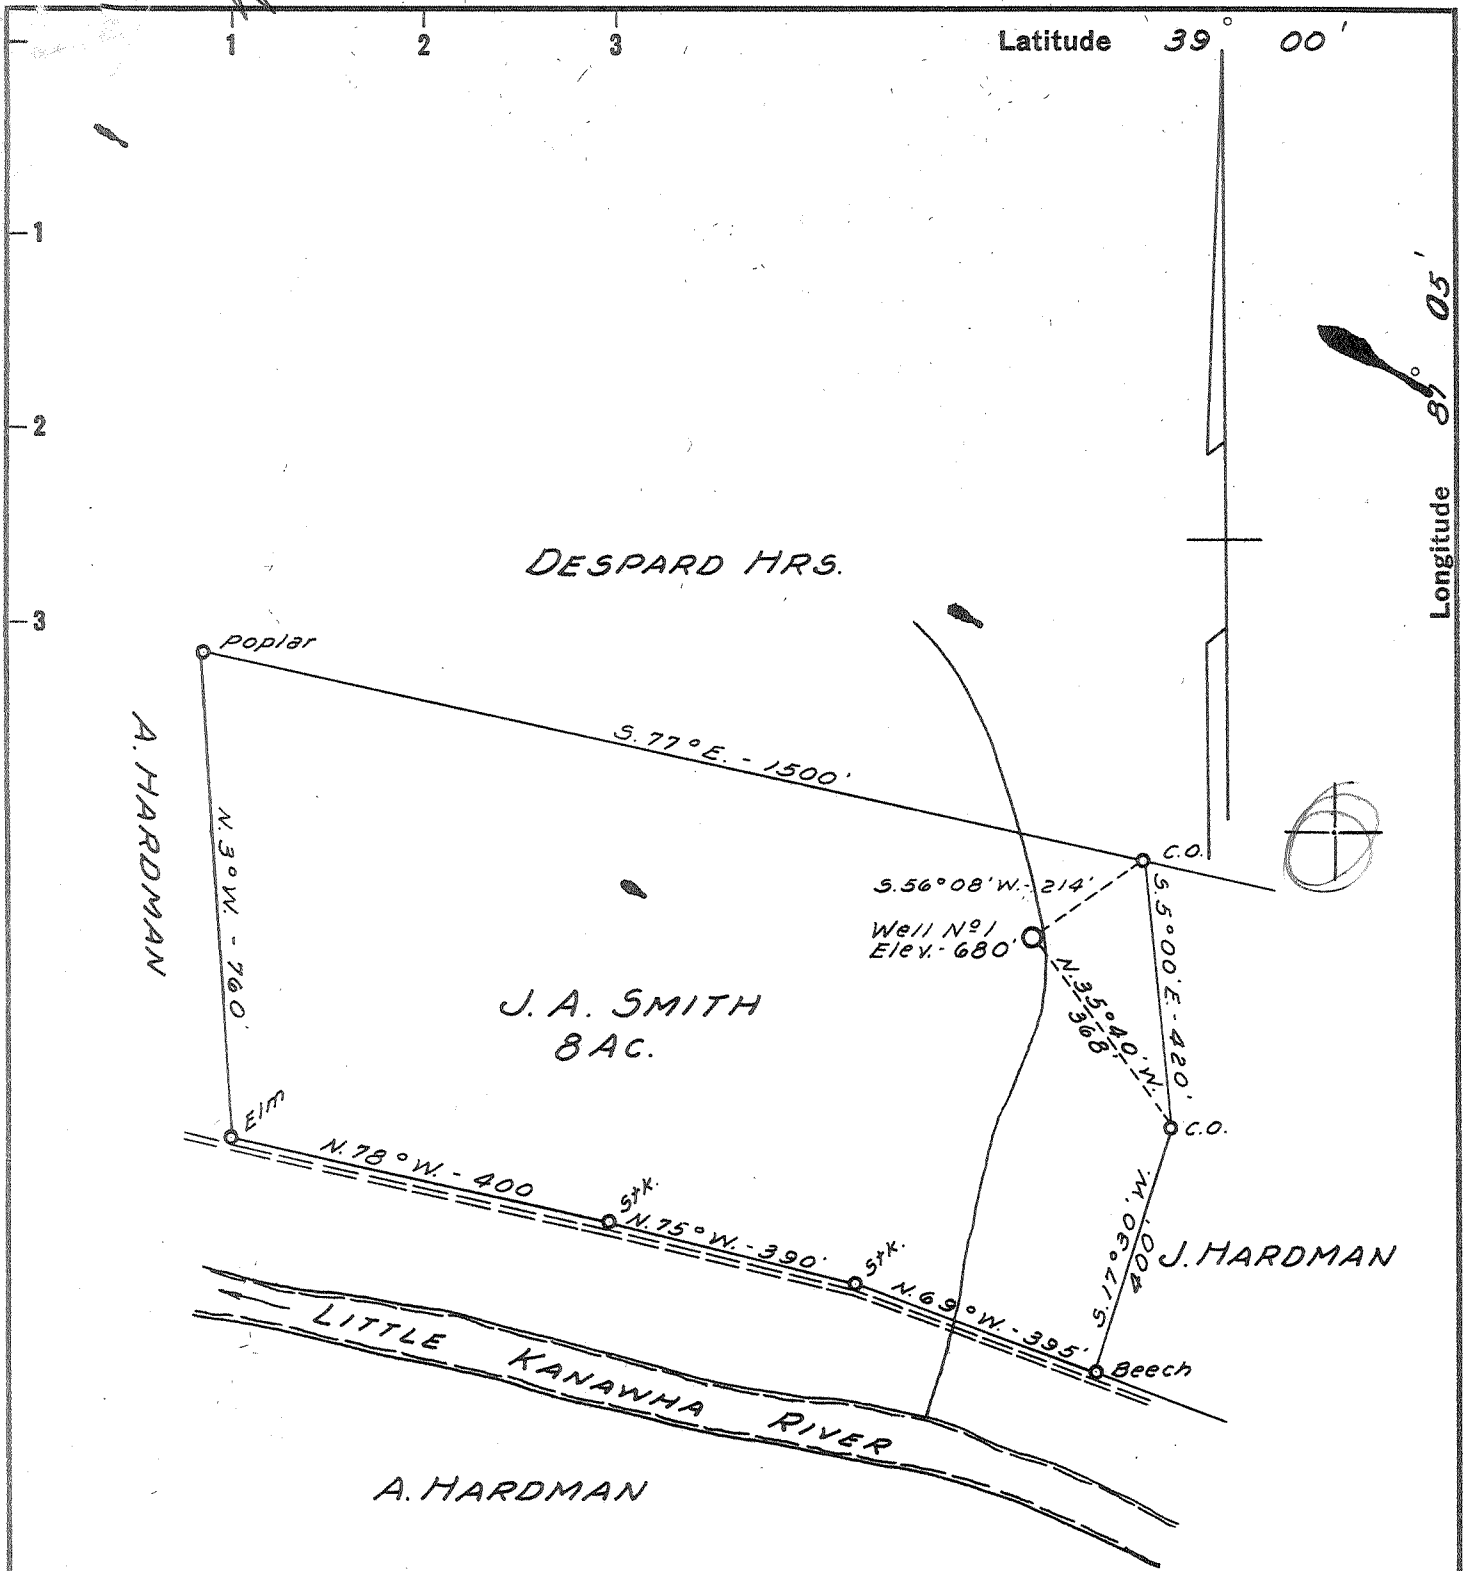 1 2 3 Latitude 39° 00'
1
2
3
Longitude 81° 05'
DESPARD HRS.
Poplar
A. HARDMAN
S. 77° E. - 1500'
N. 3° W. - 760'
C.O.
S. 56° 08' W. - 214'
Well Nº 1
Elev. - 680'
S. 5° 00' E. - 420'
N. 35° 40' W.
368'
J. A. SMITH
8 AC.
Elm
C.O.
N. 78° W. - 400
Stk.
N. 75° W. - 390'
Stk.
N. 69° W. - 395'
S. 17° 30' W.
400'
J. HARDMAN
Beech
LITTLE KANAWHA RIVER
A. HARDMAN